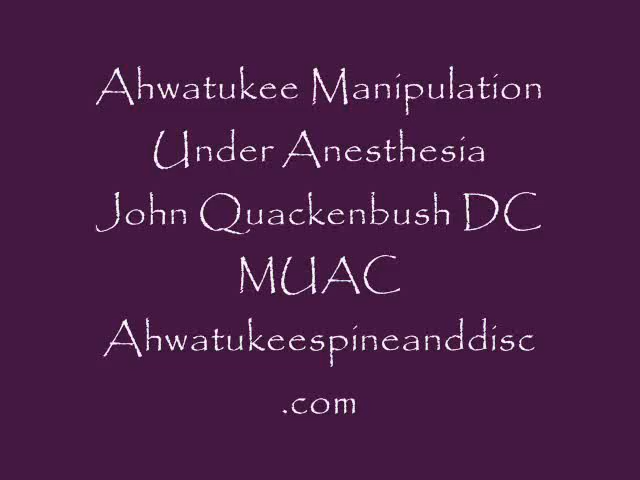 Ahwatukee Manipulation
Under Anesthesia
John Quackenbush DC
MUAC
Ahwatukeespineanddisc
.com